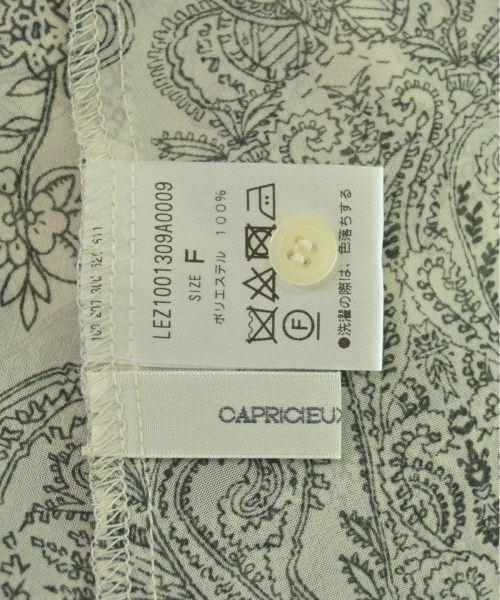 LEZ1001309A0009
SIZE F
ポリエステル 100%
F
●洗濯の際は、色落ちする
CAPRICIEUX